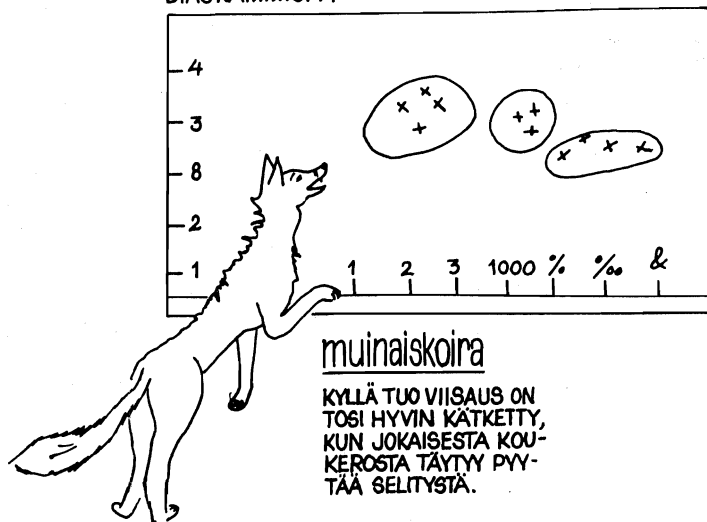 4
3
8
2
1
1 2 3 1000 % ‰ &
muinaiskoira
KYLLÄ TUO VIISAUS ON
TOSI HYVIN KÄTKETTY,
KUN JOKAISESTA KOU-
KEROSTA TÄYTYY PYY-
TÄÄ SELITYSTÄ.